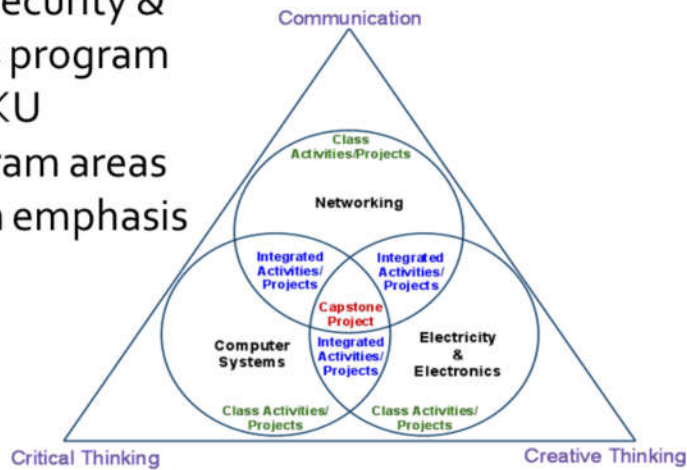 ecurity &
program
KU
ram areas
emphasis
Communication
Class
Activities/Projects
Networking
Integrated
Activities/
Projects
Integrated
Activities/
Projects
Capstone
Project
Computer
Systems
Integrated
Activities/
Projects
Electricity
&
Electronics
Class Activities/
Projects
Class Activities/
Projects
Critical Thinking
Creative Thinking